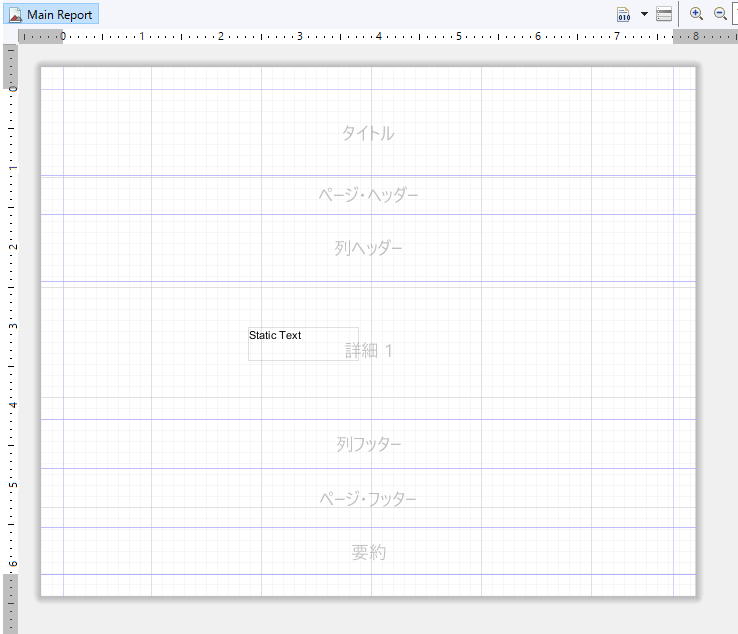 Main Report
010
0 1 2 3 4 5 6 7 8
0
1
2
3
4
5
6
タイトル
ページ・ヘッダー
列ヘッダー
Static Text
詳細 1
列フッター
ページ・フッター
要約